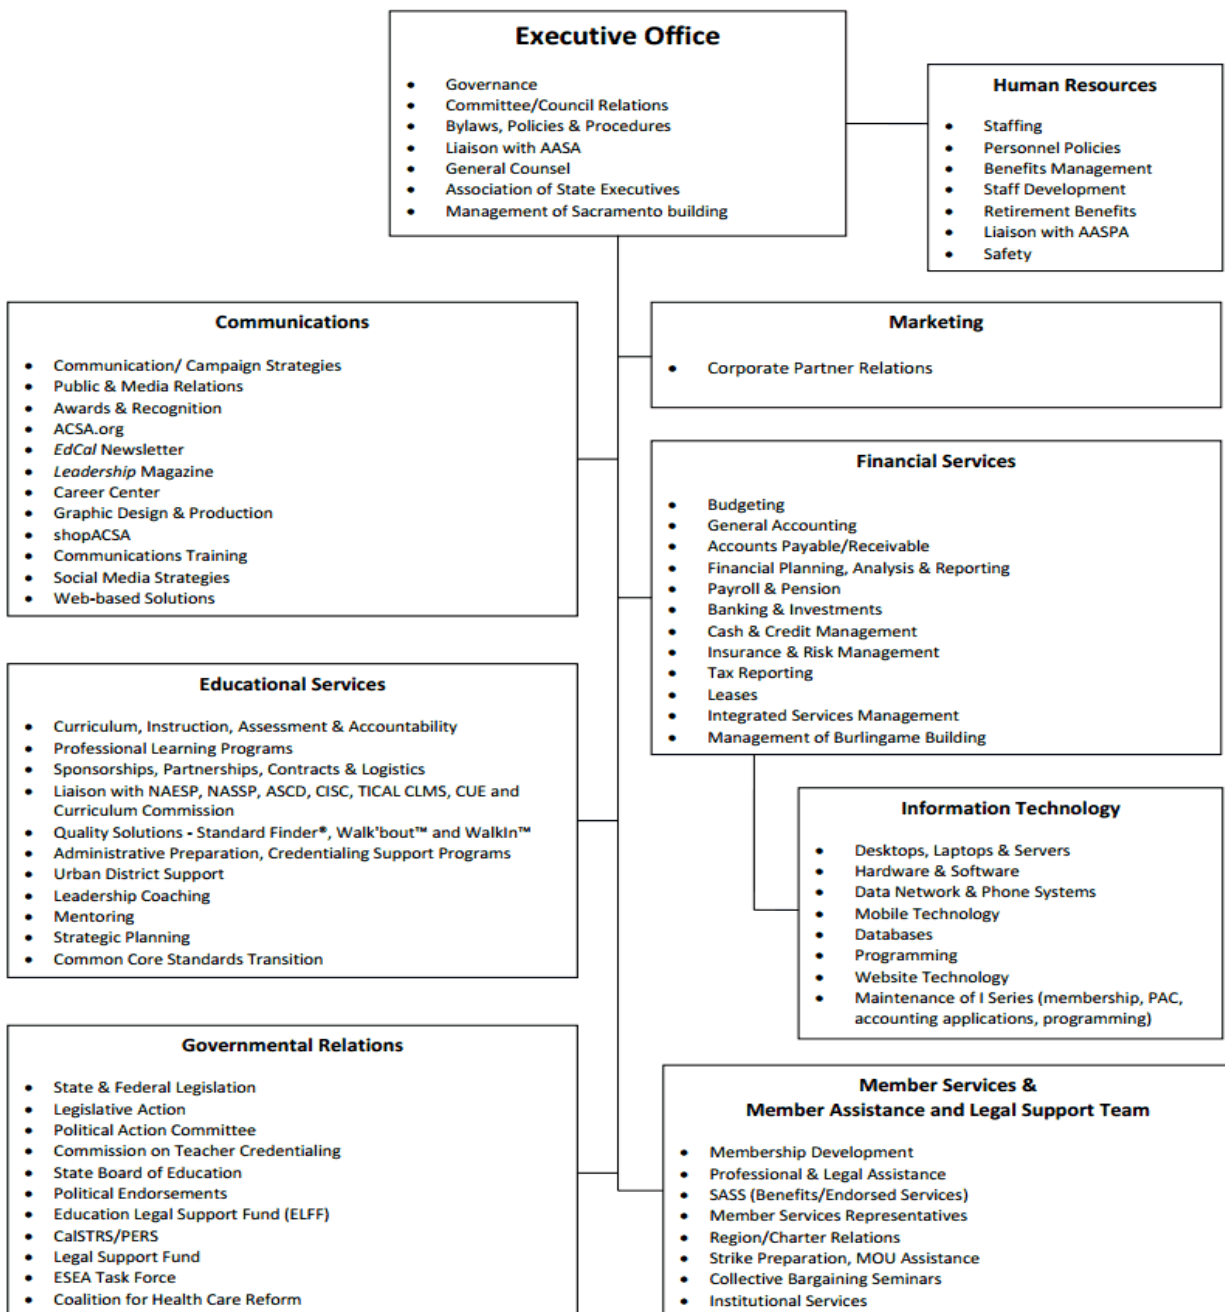 Executive Office
• Governance
• Committee/Council Relations
• Bylaws, Policies & Procedures
• Liaison with AASA
• General Counsel
• Association of State Executives
• Management of Sacramento building
Human Resources
• Staffing
• Personnel Policies
• Benefits Management
• Staff Development
• Retirement Benefits
• Liaison with AASPA
• Safety
Communications
• Communication/ Campaign Strategies
• Public & Media Relations
• Awards & Recognition
• ACSA.org
• EdCal Newsletter
• Leadership Magazine
• Career Center
• Graphic Design & Production
• shopACSA
• Communications Training
• Social Media Strategies
• Web-based Solutions
Marketing
• Corporate Partner Relations
Financial Services
• Budgeting
• General Accounting
• Accounts Payable/Receivable
• Financial Planning, Analysis & Reporting
• Payroll & Pension
• Banking & Investments
• Cash & Credit Management
• Insurance & Risk Management
• Tax Reporting
• Leases
• Integrated Services Management
• Management of Burlingame Building
Educational Services
• Curriculum, Instruction, Assessment & Accountability
• Professional Learning Programs
• Sponsorships, Partnerships, Contracts & Logistics
• Liaison with NAESP, NASSP, ASCD, CISC, TICAL CLMS, CUE and
Curriculum Commission
• Quality Solutions - Standard Finder®, Walk'bout™ and WalkIn™
• Administrative Preparation, Credentialing Support Programs
• Urban District Support
• Leadership Coaching
• Mentoring
• Strategic Planning
• Common Core Standards Transition
Information Technology
• Desktops, Laptops & Servers
• Hardware & Software
• Data Network & Phone Systems
• Mobile Technology
• Databases
• Programming
• Website Technology
• Maintenance of I Series (membership, PAC,
accounting applications, programming)
Governmental Relations
• State & Federal Legislation
• Legislative Action
• Political Action Committee
• Commission on Teacher Credentialing
• State Board of Education
• Political Endorsements
• Education Legal Support Fund (ELFF)
• CalSTRS/PERS
• Legal Support Fund
• ESEA Task Force
• Coalition for Health Care Reform
Member Services &
Member Assistance and Legal Support Team
• Membership Development
• Professional & Legal Assistance
• SASS (Benefits/Endorsed Services)
• Member Services Representatives
• Region/Charter Relations
• Strike Preparation, MOU Assistance
• Collective Bargaining Seminars
• Institutional Services